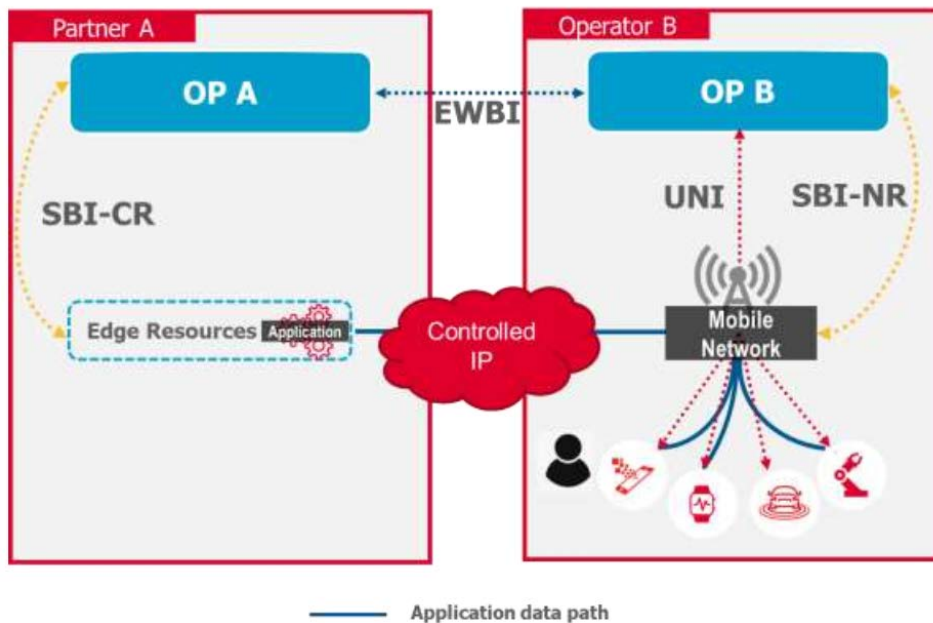 Partner A
Operator B
OP A
OP B
EWBI
SBI-CR
UNI
SBI-NR
Edge Resources
Application
Controlled
IP
Mobile
Network
Application data path